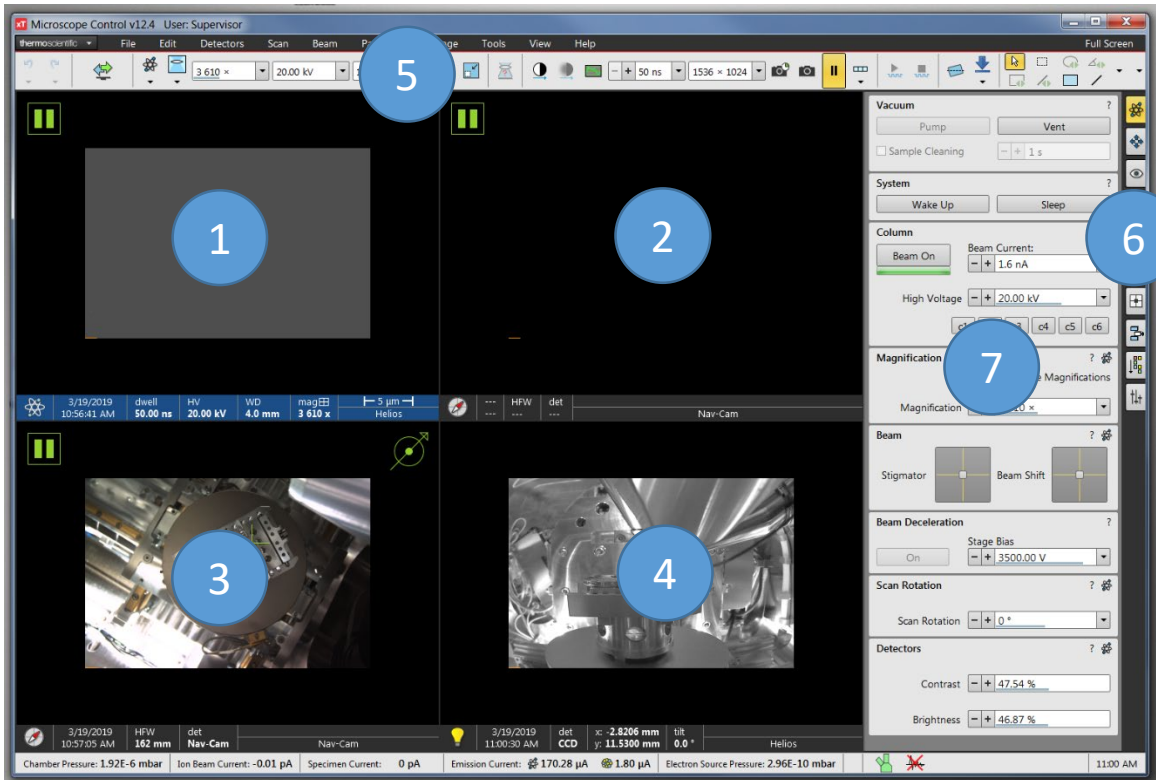 XT Microscope Control v12.4 User: Supervisor
thermoscientific File Edit Detectors Scan Beam Tools View Help Full Screen
3 610 × 20.00 kV 50 ns 1536 × 1024
5
Vacuum ?
Pump Vent
Sample Cleaning 1 s
System ?
Wake Up Sleep
1
2
6
Column
Beam On Beam Current:
1.6 nA
High Voltage 20.00 kV
c4 c5 c6
7
Magnification ?
Magnifications
Magnification
3/19/2019 dwell HV WD mag 5 µm
10:56:41 AM 50.00 ns 20.00 kV 4.0 mm 3 610 x Helios
--- HFW det
--- --- --- Nav-Cam
Beam ?
Stigmator Beam Shift
3
4
Beam Deceleration ?
Stage Bias
On 3500.00 V
Scan Rotation ?
Scan Rotation 0 °
Detectors ?
Contrast 47.54 %
Brightness 46.87 %
3/19/2019 HFW det
10:57:05 AM 162 mm Nav-Cam Nav-Cam
3/19/2019 det x: -2.8206 mm tilt
11:00:30 AM CCD y: 11.5300 mm 0.0 ° Helios
Chamber Pressure: 1.92E-6 mbar Ion Beam Current: -0.01 pA Specimen Current: 0 pA Emission Current: 170.28 µA 1.80 µA Electron Source Pressure: 2.96E-10 mbar 11:00 AM